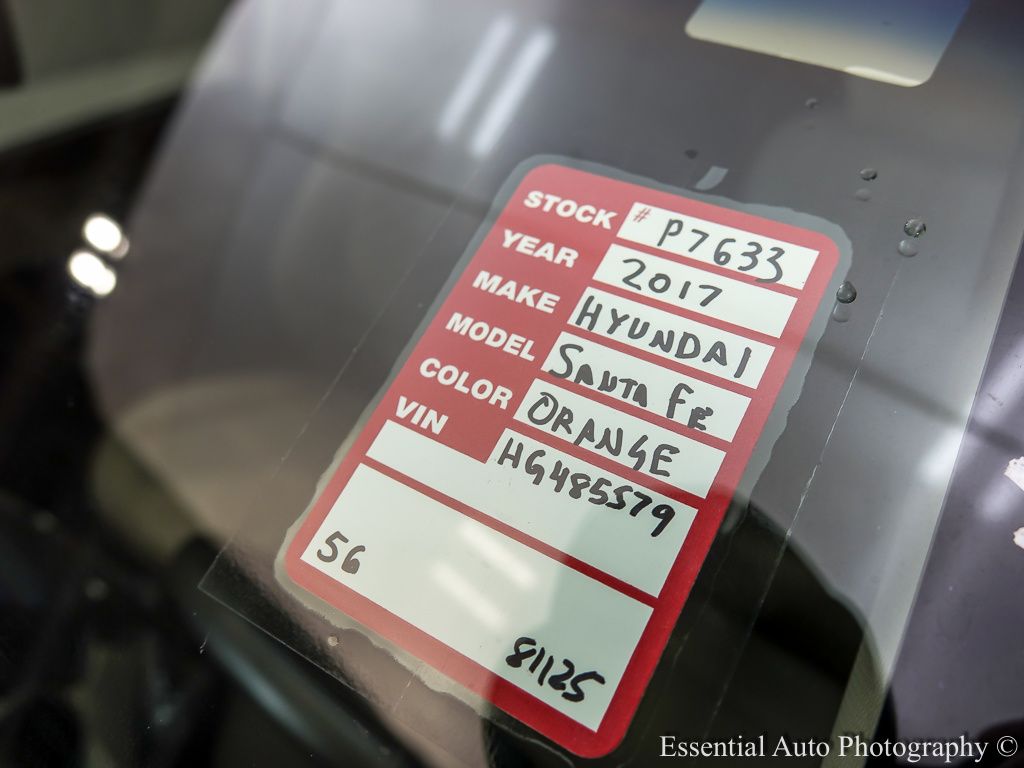 STOCK # P7633
YEAR 2017
MAKE HYUNDAI
MODEL SANTA FE
COLOR ORANGE
VIN HG485579
56
81125
Essential Auto Photography ©